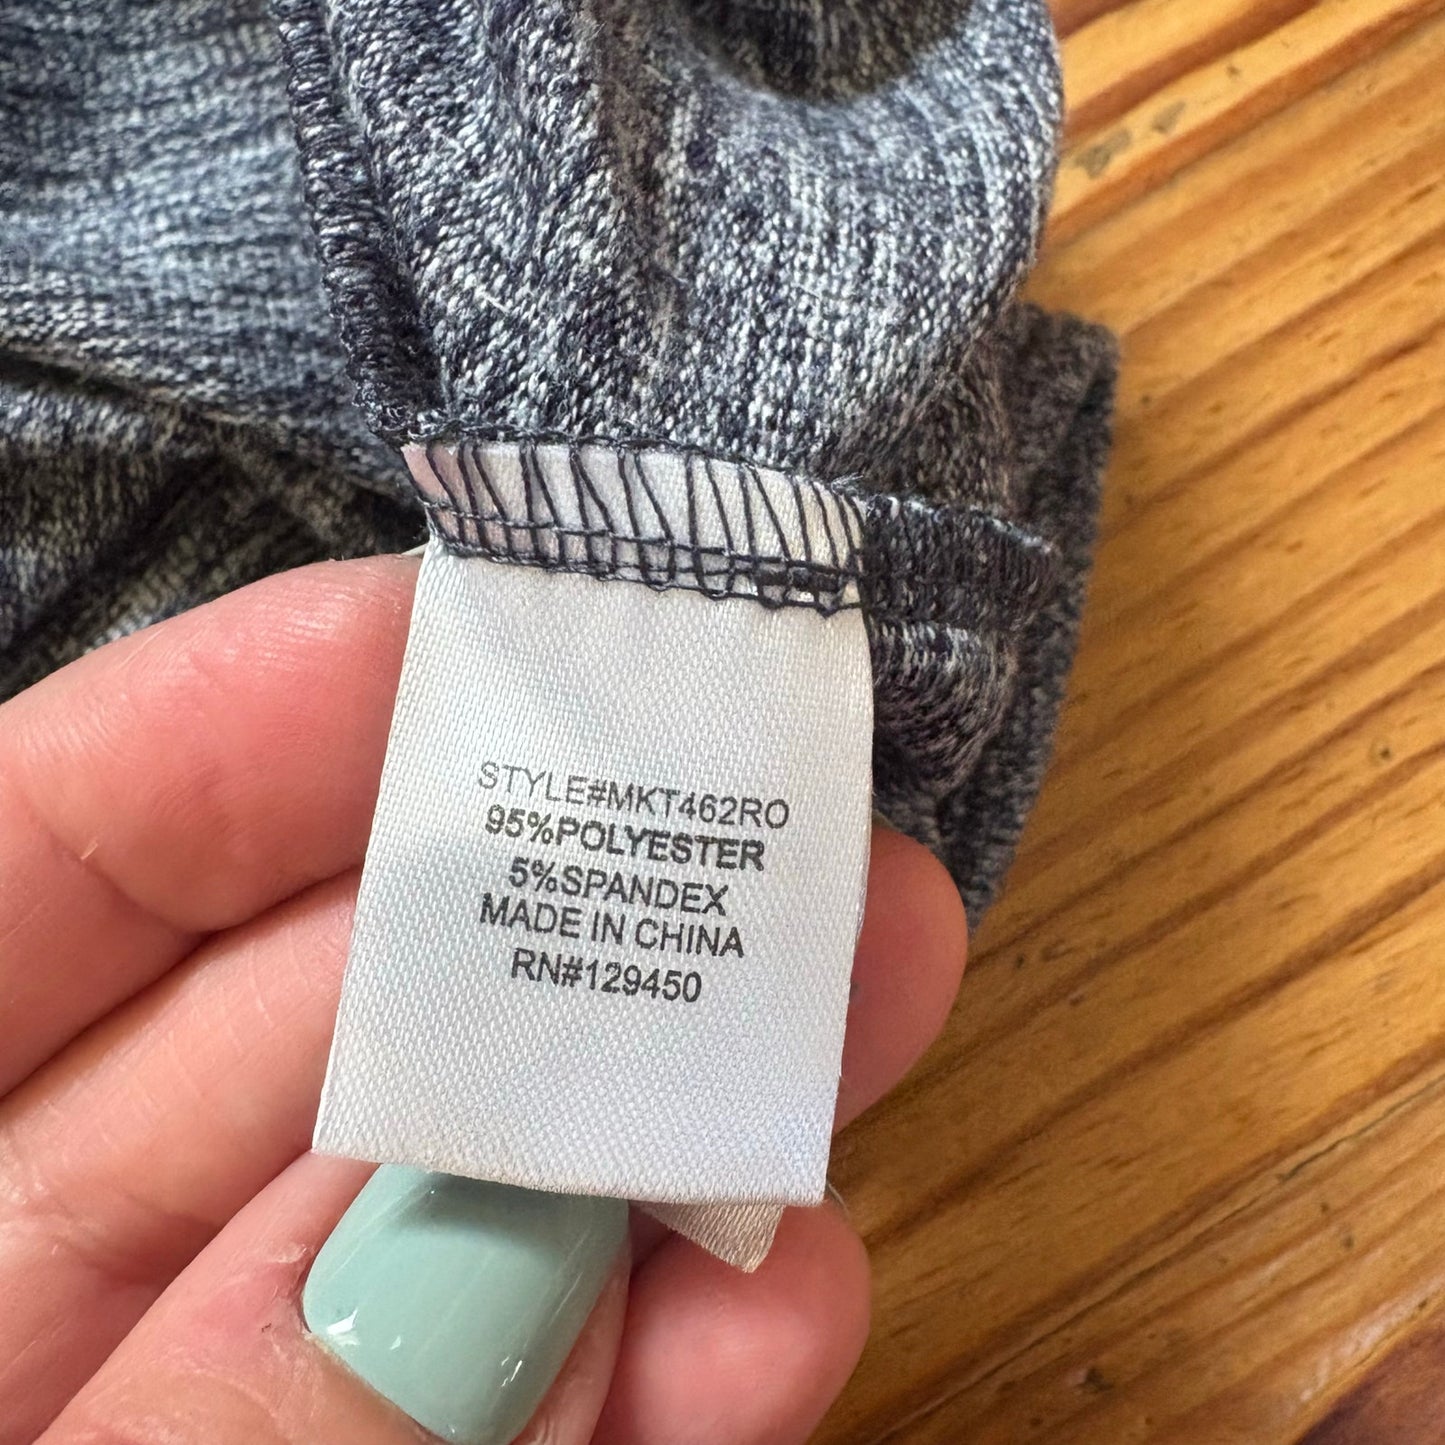 STYLE#MKT462RO
95%POLYESTER
5%SPANDEX
MADE IN CHINA
RN#129450